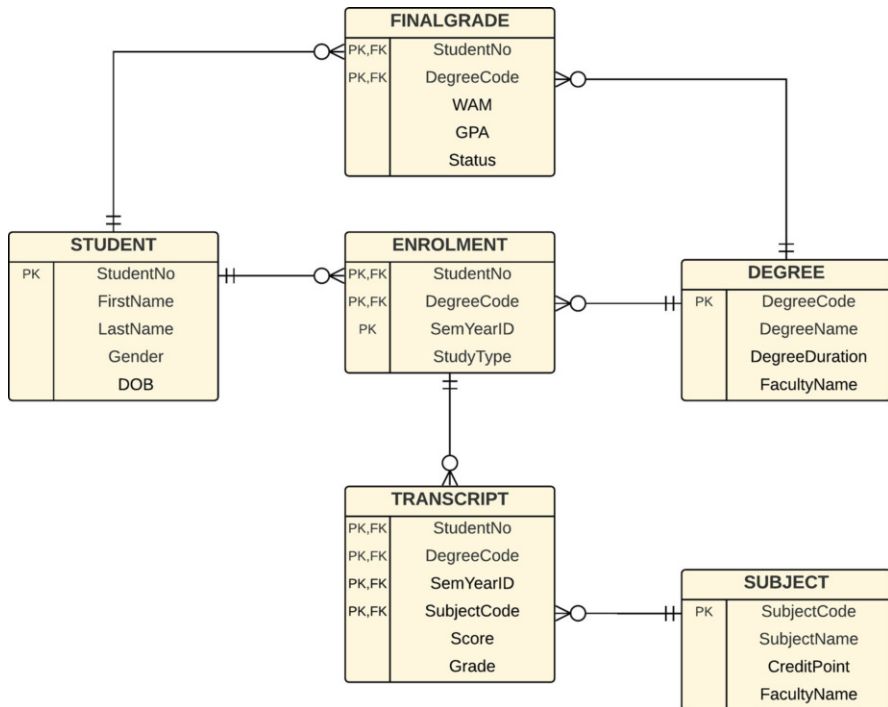 FINALGRADE
PK,FK StudentNo
PK,FK DegreeCode
WAM
GPA
Status
STUDENT
PK StudentNo
FirstName
LastName
Gender
DOB
ENROLMENT
PK,FK StudentNo
PK,FK DegreeCode
PK SemYearID
StudyType
DEGREE
PK DegreeCode
DegreeName
DegreeDuration
FacultyName
TRANSCRIPT
PK,FK StudentNo
PK,FK DegreeCode
PK,FK SemYearID
PK,FK SubjectCode
Score
Grade
SUBJECT
PK SubjectCode
SubjectName
CreditPoint
FacultyName